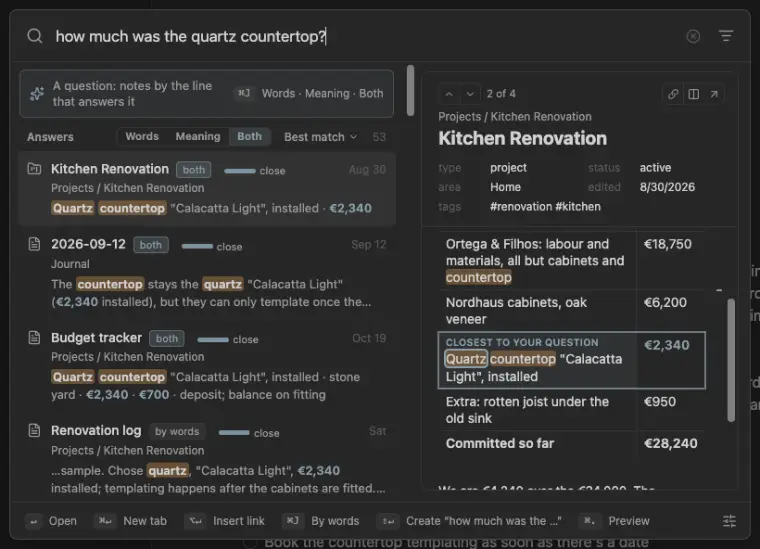 how much was the quartz countertop?
A question: notes by the line
that answers it
⌘J Words · Meaning · Both
Answers Words Meaning Both Best match 53
Kitchen Renovation both close Aug 30
Projects / Kitchen Renovation
Quartz countertop "Calacatta Light", installed · €2,340
2026-09-12 both close Sep 12
Journal
The countertop stays the quartz "Calacatta Light"
(€2,340 installed), but they can only template once the…
Budget tracker both close Oct 19
Projects / Kitchen Renovation
Quartz countertop "Calacatta Light", installed · stone
yard · €2,340 · €700 · deposit; balance on fitting
Renovation log by words close Sat
Projects / Kitchen Renovation
…sample. Chose quartz, "Calacatta Light", €2,340
installed; templating happens after the cabinets are fitted.…
2 of 4
Projects / Kitchen Renovation
Kitchen Renovation
type project status active
area Home edited 8/30/2026
tags #renovation #kitchen
Ortega & Filhos: labour and
materials, all but cabinets and
countertop
€18,750
Nordhaus cabinets, oak
veneer
€6,200
CLOSEST TO YOUR QUESTION
Quartz countertop "Calacatta
Light", installed
€2,340
Extra: rotten joist under the
old sink
€950
Committed so far €28,240
Open New tab Insert link ⌘J By words Create "how much was the …" ⌘. Preview
Book the countertop templating as soon as there's a date